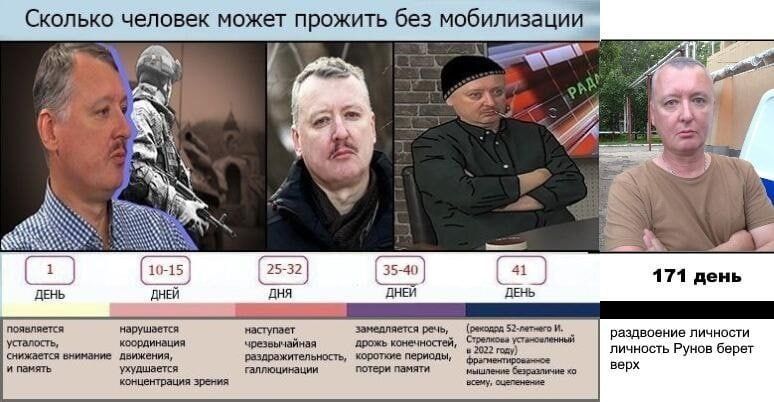 Сколько человек может прожить без мобилизации
РАДА
1
ДЕНЬ
10-15
ДНЕЙ
25-32
ДНЯ
35-40
ДНЕЙ
41
ДЕНЬ
171 день
появляется
усталость,
снижается внимание
и память
нарушается
координация
движения,
ухудшается
концентрация зрения
наступает
чрезвычайная
раздражительность,
галлюцинации
замедляется речь,
дрожь конечностей,
короткие периоды,
потери памяти
(рекодрд 52-летнего И.
Стрелкова установленный
в 2022 году)
фрагментированное
мышление безразличие ко
всему, оцепенение
раздвоение личности
личность Рунов берет
верх